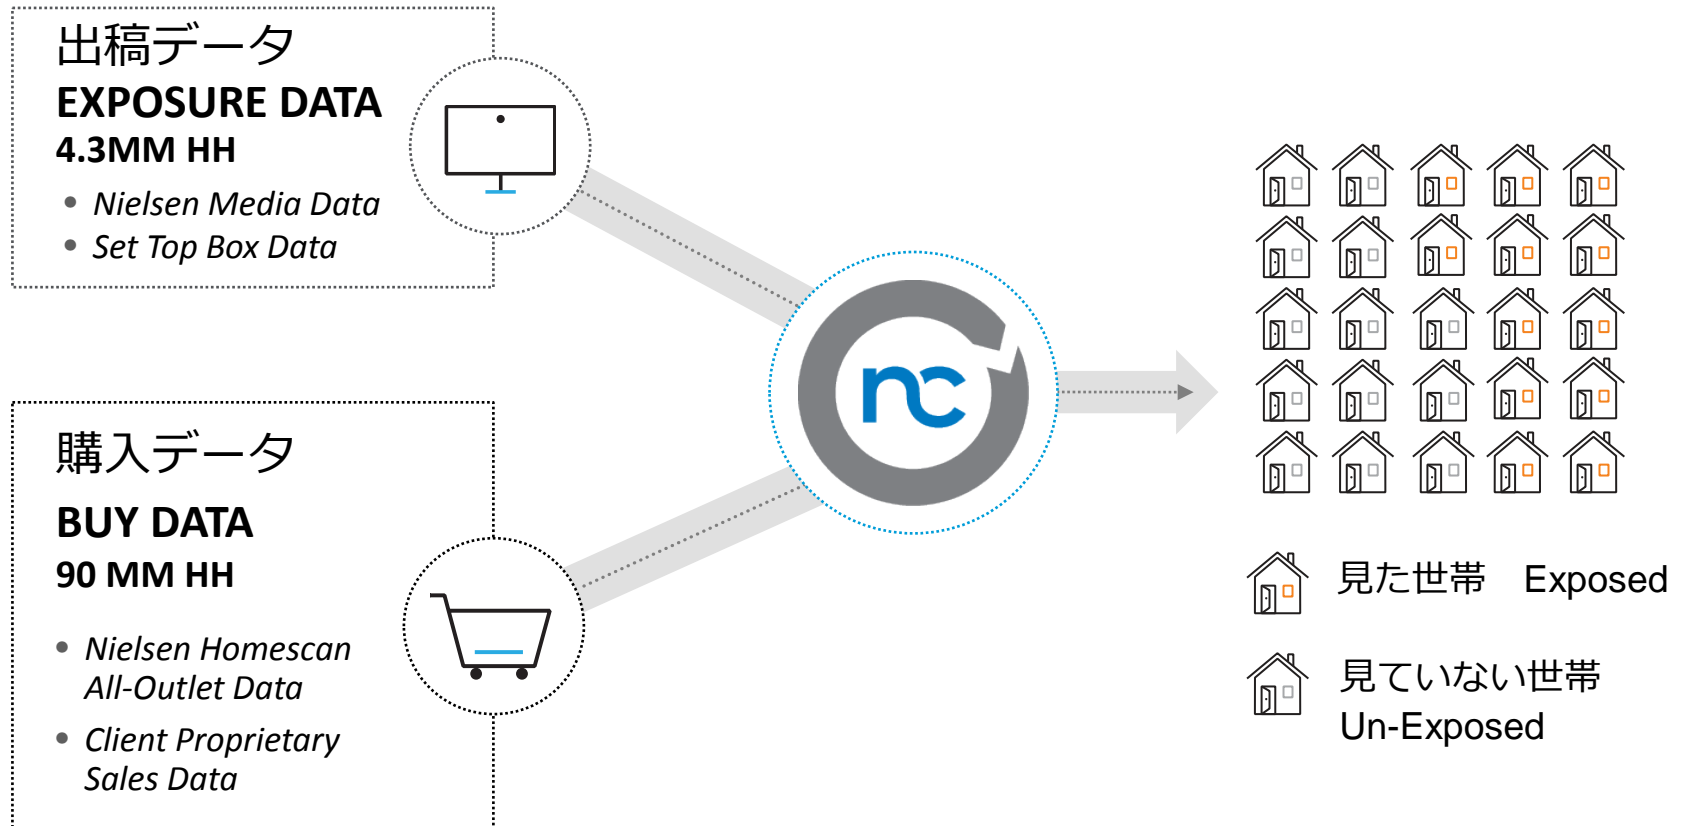 出稿データ
EXPOSURE DATA
4.3MM HH
• Nielsen Media Data
• Set Top Box Data
購入データ
BUY DATA
90 MM HH
• Nielsen Homescan
All-Outlet Data
• Client Proprietary
Sales Data
nc
見た世帯　Exposed
見ていない世帯
Un-Exposed